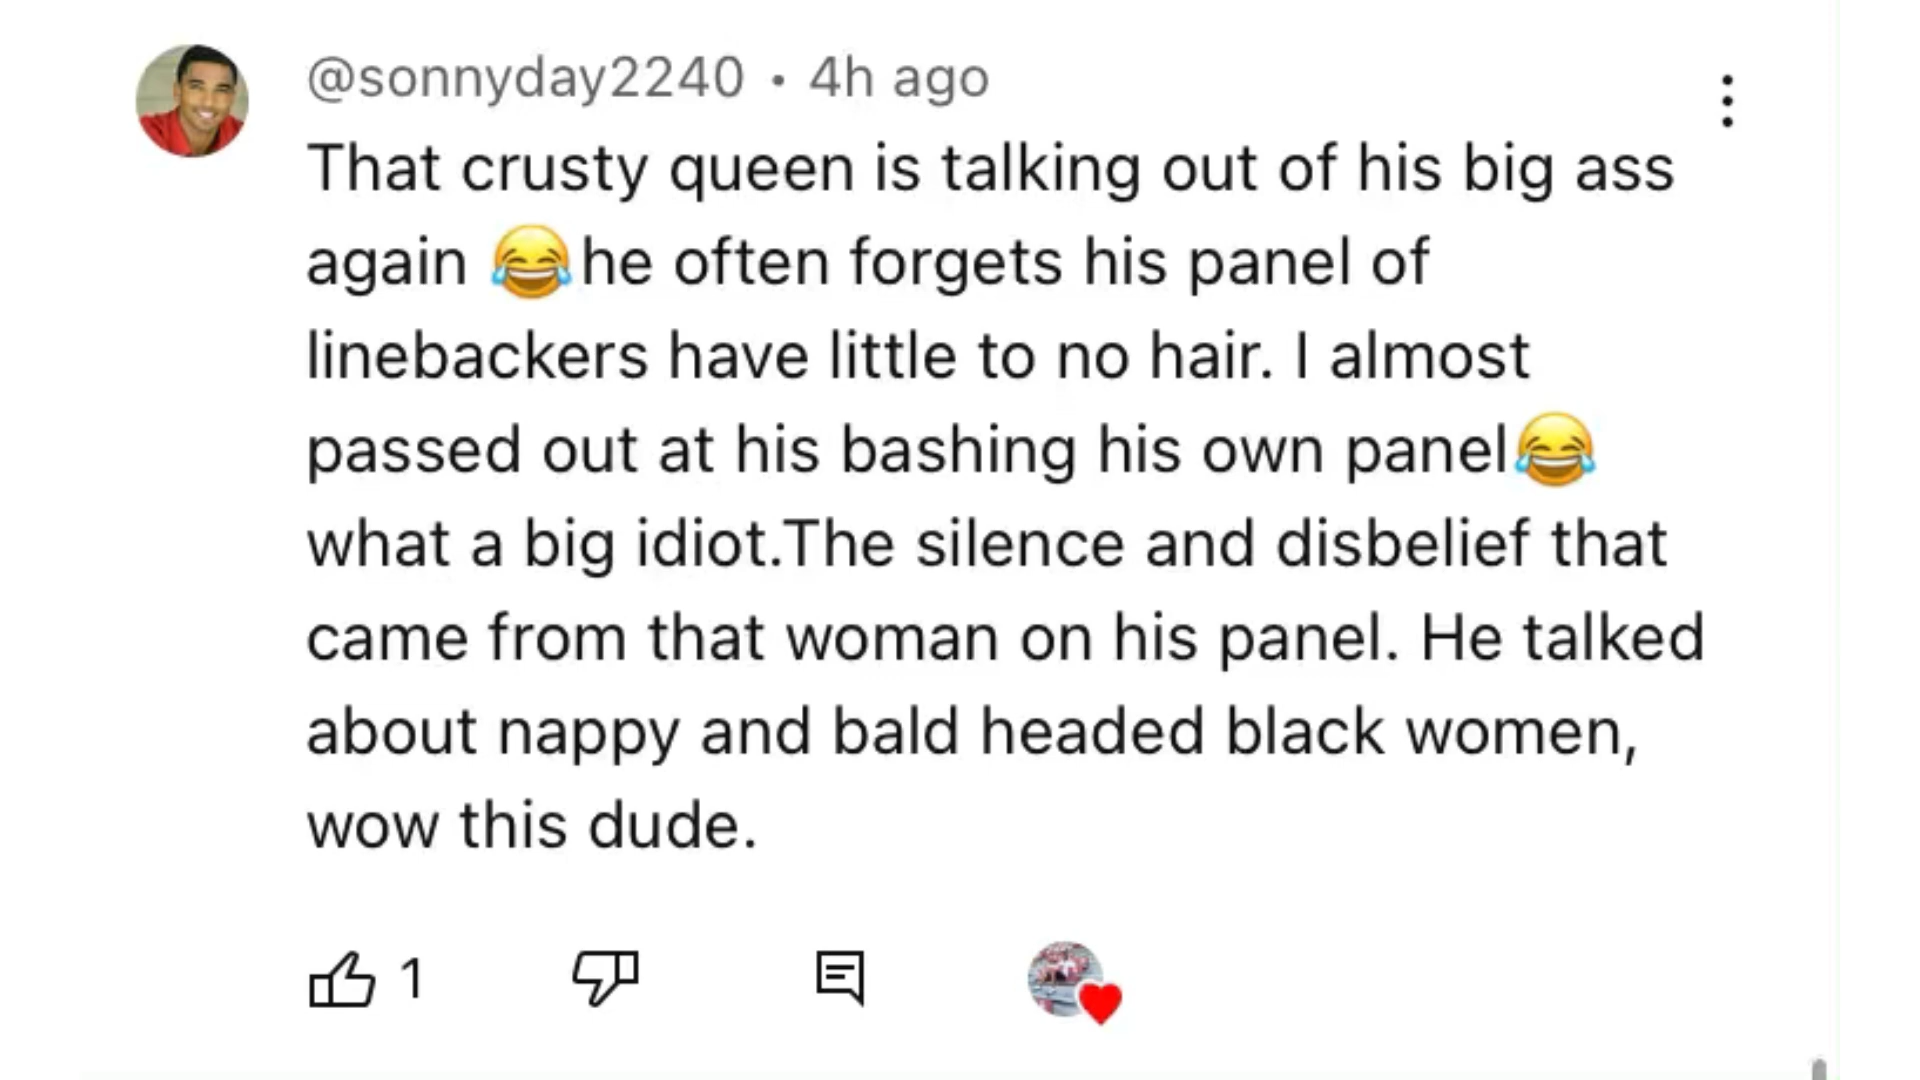 @sonnyday2240 • 4h ago
That crusty queen is talking out of his big ass
again 😂 he often forgets his panel of
linebackers have little to no hair. I almost
passed out at his bashing his own panel😂
what a big idiot.The silence and disbelief that
came from that woman on his panel. He talked
about nappy and bald headed black women,
wow this dude.
1